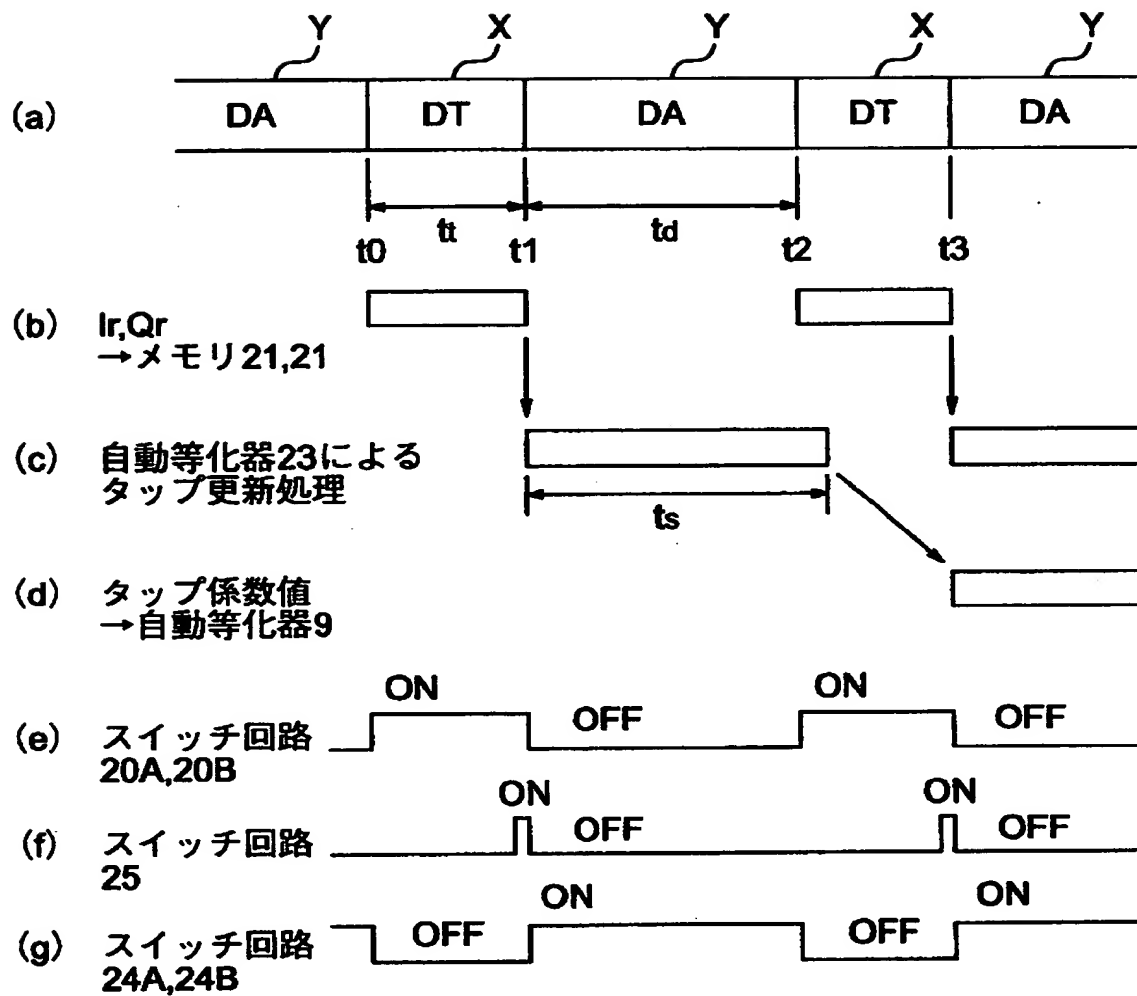 Y X Y X Y
(a) DA DT DA DT DA
tt td
t0 t1 t2 t3
(b) Ir,Qr
→メモリ21,21
(c) 自動等化器23による
タップ更新処理
ts
(d) タップ係数値
→自動等化器9
ON ON
(e) スイッチ回路 OFF OFF
20A,20B
ON ON
(f) スイッチ回路 OFF OFF
25
ON ON
(g) スイッチ回路 OFF OFF
24A,24B